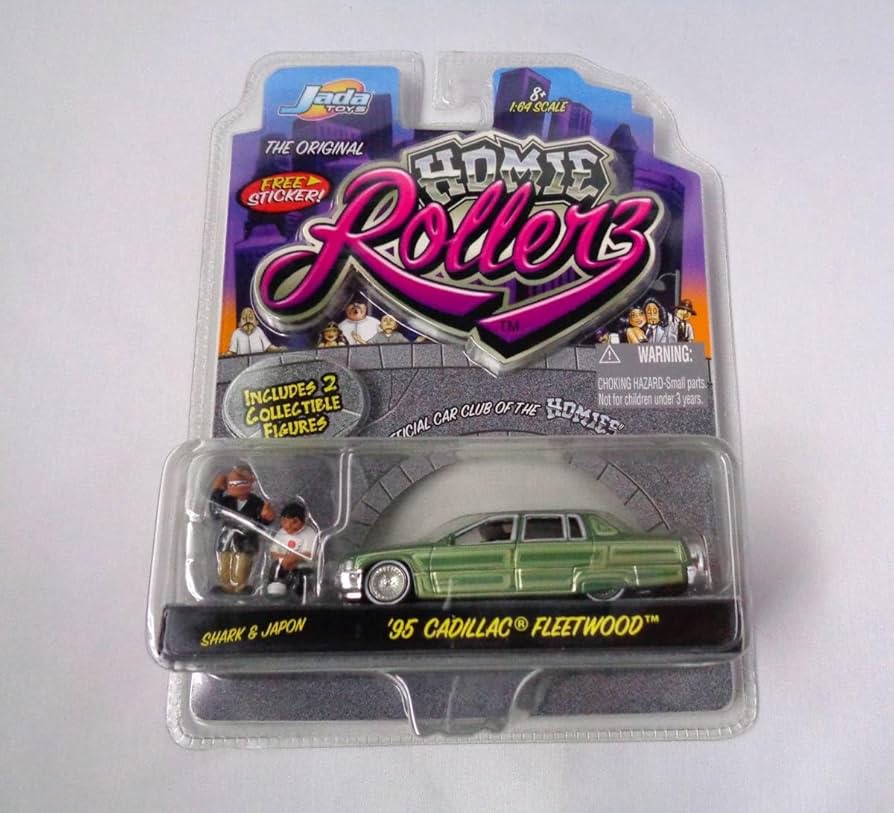 Jada
TOYS
8+
1:64 SCALE
THE ORIGINAL
FREE
STICKER!
HOMIE
Rollerz
TM
WARNING:
CHOKING HAZARD-Small parts.
Not for children under 3 years.
INCLUDES 2
COLLECTIBLE
FIGURES
OFFICIAL CAR CLUB OF THE HOMIES
SHARK & JAPON
'95 CADILLAC® FLEETWOOD™